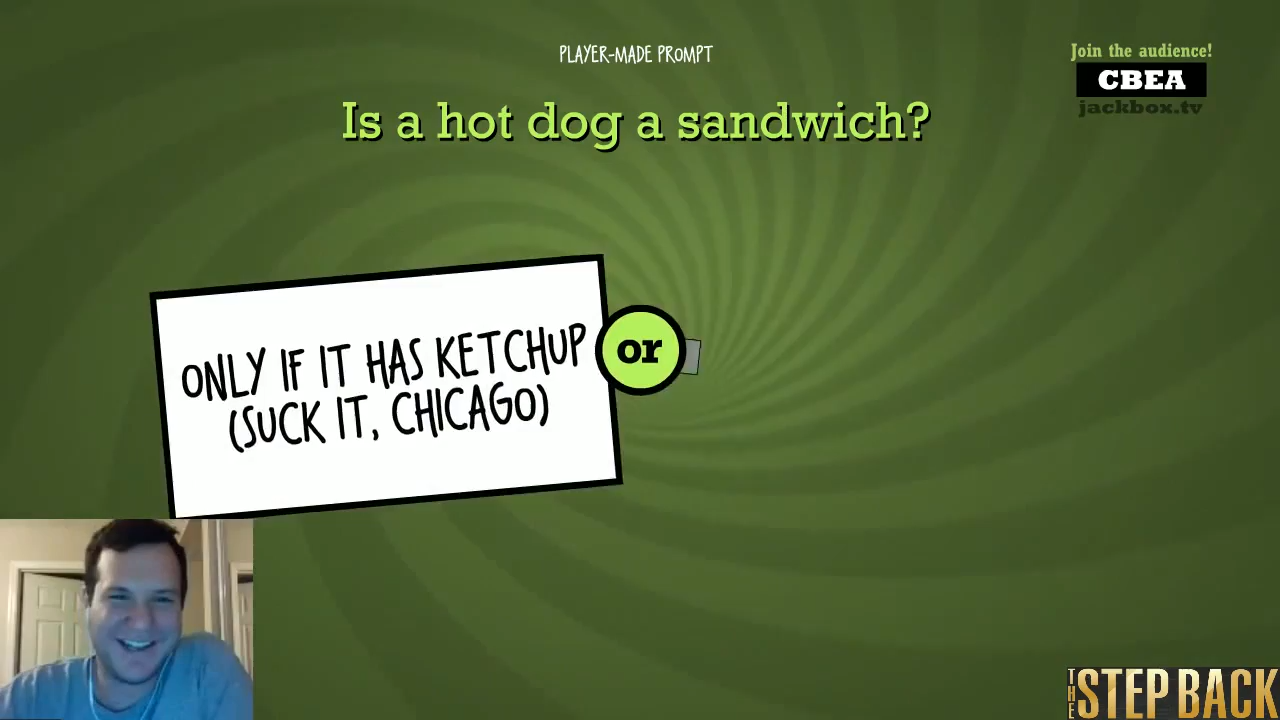 PLAYER-MADE PROMPT
Join the audience!
CBEA
jackbox.tv
Is a hot dog a sandwich?
ONLY IF IT HAS KETCHUP
(SUCK IT, CHICAGO)
or
THE STEP BACK